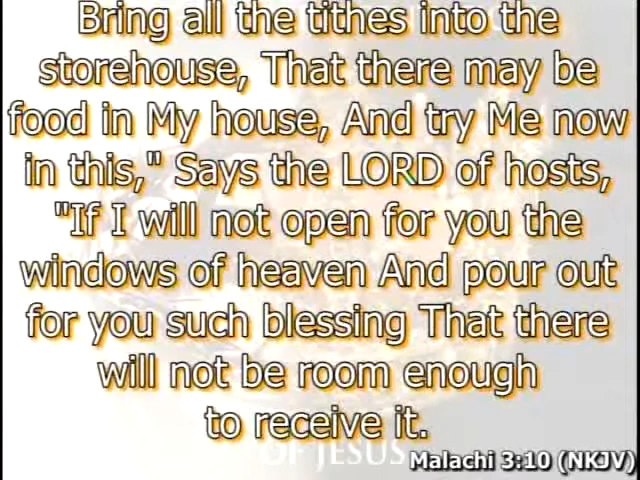 Bring all the tithes into the
storehouse, That there may be
food in My house, And try Me now
in this," Says the LORD of hosts,
"If I will not open for you the
windows of heaven And pour out
for you such blessing That there
will not be room enough
to receive it.
OF JESUS
Malachi 3:10 (NKJV)